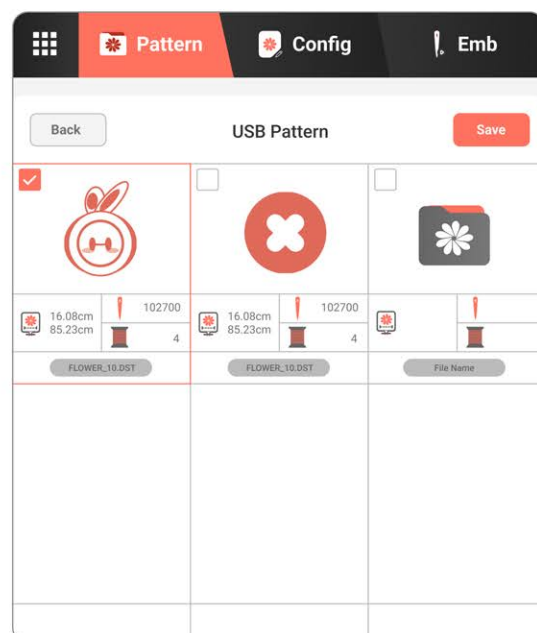 Pattern
Config
Emb
Back
USB Pattern
Save
16.08cm
85.23cm
102700
4
FLOWER_10.DST
16.08cm
85.23cm
102700
4
FLOWER_10.DST
File Name